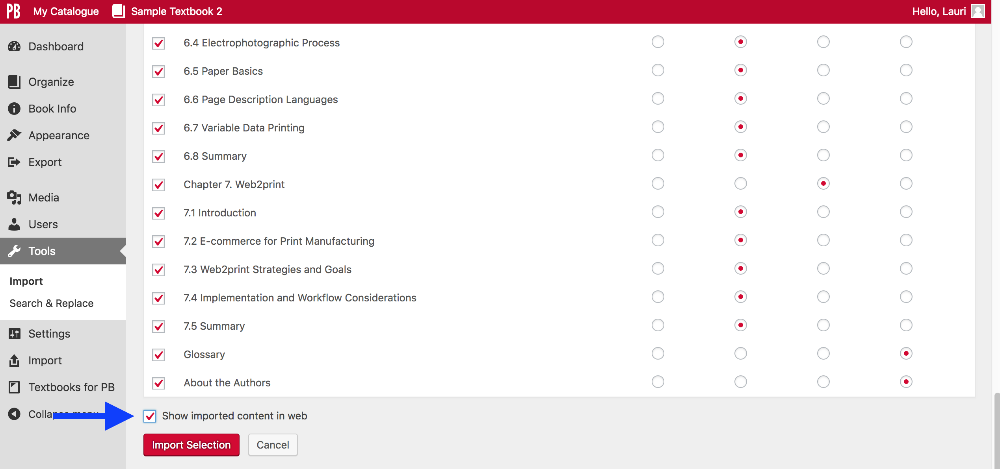 PB My Catalogue Sample Textbook 2 Hello, Lauri
Dashboard
Organize
Book Info
Appearance
Export
Media
Users
Tools
Import
Search & Replace
Settings
Import
Textbooks for PB
Collapse menu
6.4 Electrophotographic Process
6.5 Paper Basics
6.6 Page Description Languages
6.7 Variable Data Printing
6.8 Summary
Chapter 7. Web2print
7.1 Introduction
7.2 E-commerce for Print Manufacturing
7.3 Web2print Strategies and Goals
7.4 Implementation and Workflow Considerations
7.5 Summary
Glossary
About the Authors
Show imported content in web
Import Selection
Cancel